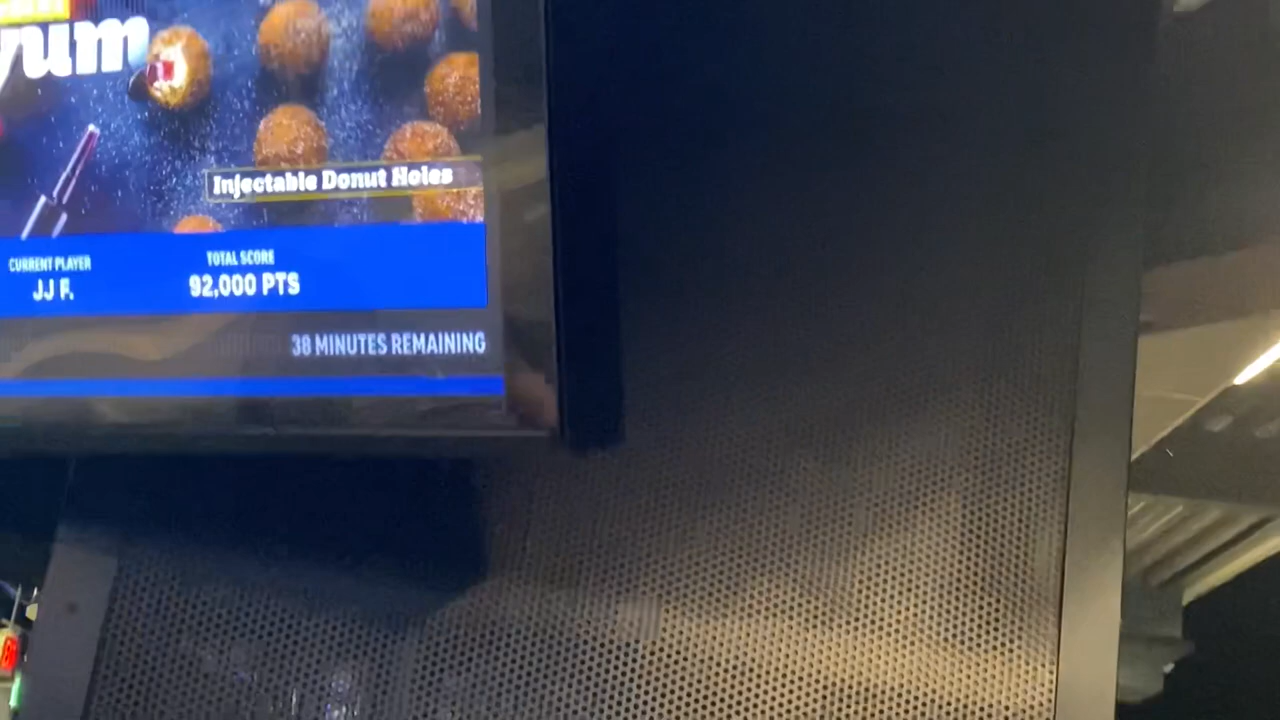 yum
Injectable Donut Holes
CURRENT PLAYER
TOTAL SCORE
JJ F.
92,000 PTS
38 MINUTES REMAINING